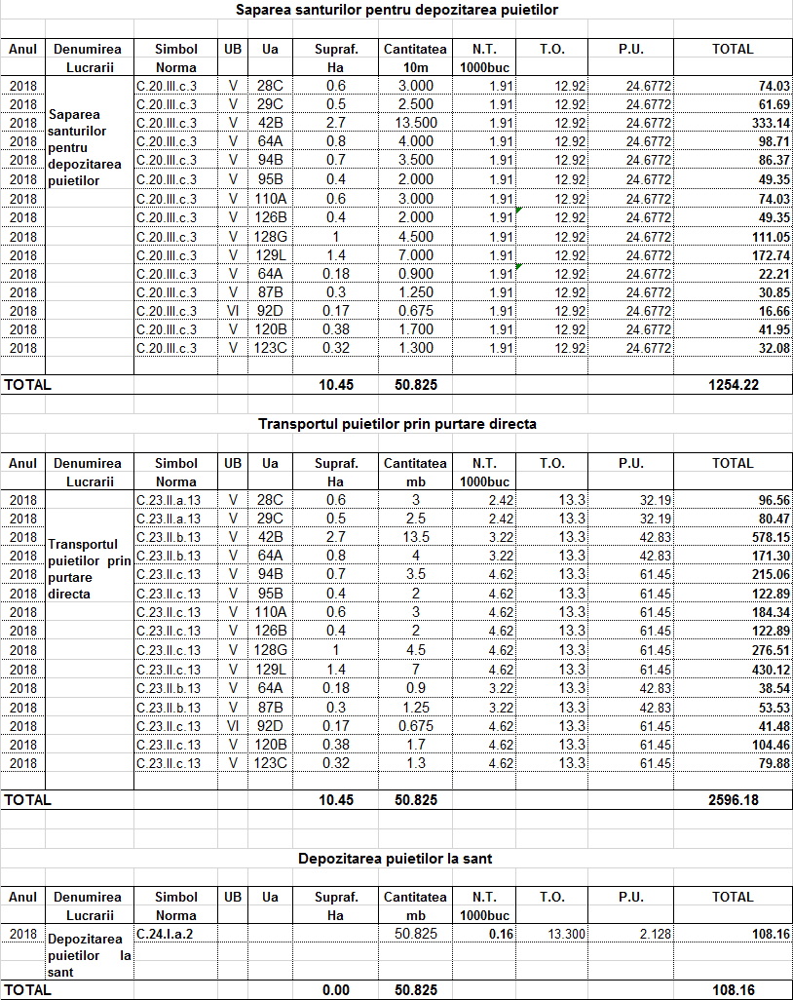 Saparea santurilor pentru depozitarea puietilor
Anul Denumirea Simbol UB Ua Supraf. Cantitatea N.T. T.O. P.U. TOTAL
Lucrarii Norma Ha 10m 1000buc
2018 C.20.III.c.3 V 28C 0.6 3.000 1.91 12.92 24.6772 74.03
2018 Saparea C.20.III.c.3 V 29C 0.5 2.500 1.91 12.92 24.6772 61.69
2018 santurilor C.20.III.c.3 V 42B 2.7 13.500 1.91 12.92 24.6772 333.14
2018 pentru C.20.III.c.3 V 64A 0.8 4.000 1.91 12.92 24.6772 98.71
2018 depozitarea C.20.III.c.3 V 94B 0.7 3.500 1.91 12.92 24.6772 86.37
2018 puietilor C.20.III.c.3 V 95B 0.4 2.000 1.91 12.92 24.6772 49.35
2018 C.20.III.c.3 V 110A 0.6 3.000 1.91 12.92 24.6772 74.03
2018 C.20.III.c.3 V 126B 0.4 2.000 1.91 12.92 24.6772 49.35
2018 C.20.III.c.3 V 128G 1 4.500 1.91 12.92 24.6772 111.05
2018 C.20.III.c.3 V 129L 1.4 7.000 1.91 12.92 24.6772 172.74
2018 C.20.III.c.3 V 64A 0.18 0.900 1.91 12.92 24.6772 22.21
2018 C.20.III.c.3 V 87B 0.3 1.250 1.91 12.92 24.6772 30.85
2018 C.20.III.c.3 VI 92D 0.17 0.675 1.91 12.92 24.6772 16.66
2018 C.20.III.c.3 V 120B 0.38 1.700 1.91 12.92 24.6772 41.95
2018 C.20.III.c.3 V 123C 0.32 1.300 1.91 12.92 24.6772 32.08
TOTAL 10.45 50.825 1254.22
Transportul puietilor prin purtare directa
Anul Denumirea Simbol UB Ua Supraf. Cantitatea N.T. T.O. P.U. TOTAL
Lucrarii Norma Ha mb 1000buc
2018 C.23.II.a.13 V 28C 0.6 3 2.42 13.3 32.19 96.56
2018 C.23.II.a.13 V 29C 0.5 2.5 2.42 13.3 32.19 80.47
2018 Transportul C.23.II.b.13 V 42B 2.7 13.5 3.22 13.3 42.83 578.15
2018 puietilor prin C.23.II.b.13 V 64A 0.8 4 3.22 13.3 42.83 171.30
2018 purtare C.23.II.c.13 V 94B 0.7 3.5 4.62 13.3 61.45 215.06
2018 directa C.23.II.c.13 V 95B 0.4 2 4.62 13.3 61.45 122.89
2018 C.23.II.c.13 V 110A 0.6 3 4.62 13.3 61.45 184.34
2018 C.23.II.c.13 V 126B 0.4 2 4.62 13.3 61.45 122.89
2018 C.23.II.c.13 V 128G 1 4.5 4.62 13.3 61.45 276.51
2018 C.23.II.c.13 V 129L 1.4 7 4.62 13.3 61.45 430.12
2018 C.23.II.b.13 V 64A 0.18 0.9 3.22 13.3 42.83 38.54
2018 C.23.II.b.13 V 87B 0.3 1.25 3.22 13.3 42.83 53.53
2018 C.23.II.c.13 VI 92D 0.17 0.675 4.62 13.3 61.45 41.48
2018 C.23.II.c.13 V 120B 0.38 1.7 4.62 13.3 61.45 104.46
2018 C.23.II.c.13 V 123C 0.32 1.3 4.62 13.3 61.45 79.88
TOTAL 10.45 50.825 2596.18
Depozitarea puietilor la sant
Anul Denumirea Simbol UB Ua Supraf. Cantitatea N.T. T.O. P.U. TOTAL
Lucrarii Norma Ha mb 1000buc
2018 Depozitarea C.24.I.a.2 50.825 0.16 13.300 2.128 108.16
puietilor la
sant
TOTAL 0.00 50.825 108.16